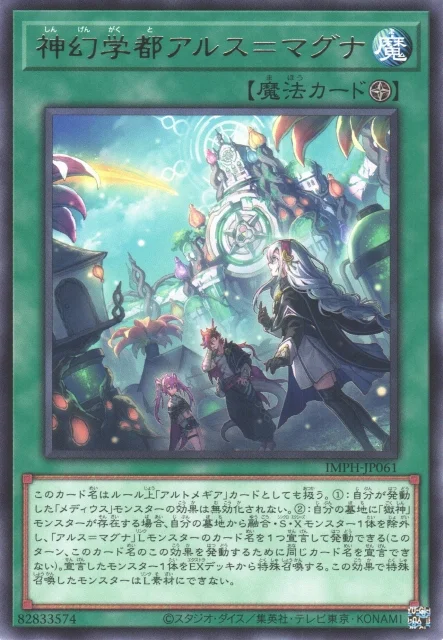 神幻学都アルス＝マグナ
魔
【魔法カード】
IMPH-JP061
このカード名はルール上「アルトメギア」カードとしても扱う。①：自分が発動
した「メディウス」モンスターの効果は無効化されない。②：自分の墓地に「獄神」
モンスターが存在する場合、自分の墓地から融合・S・Xモンスター1体を除外
し、「アルス＝マグナ」Lモンスターのカード名を1つ宣言して発動できる(この
ターン、このカード名のこの効果を発動するために同じカード名を宣言でき
ない)。宣言したモンスター1体をEXデッキから特殊召喚する。この効果で特殊
召喚したモンスターはL素材にできない。
82833574
©スタジオ・ダイス／集英社・テレビ東京・KONAMI